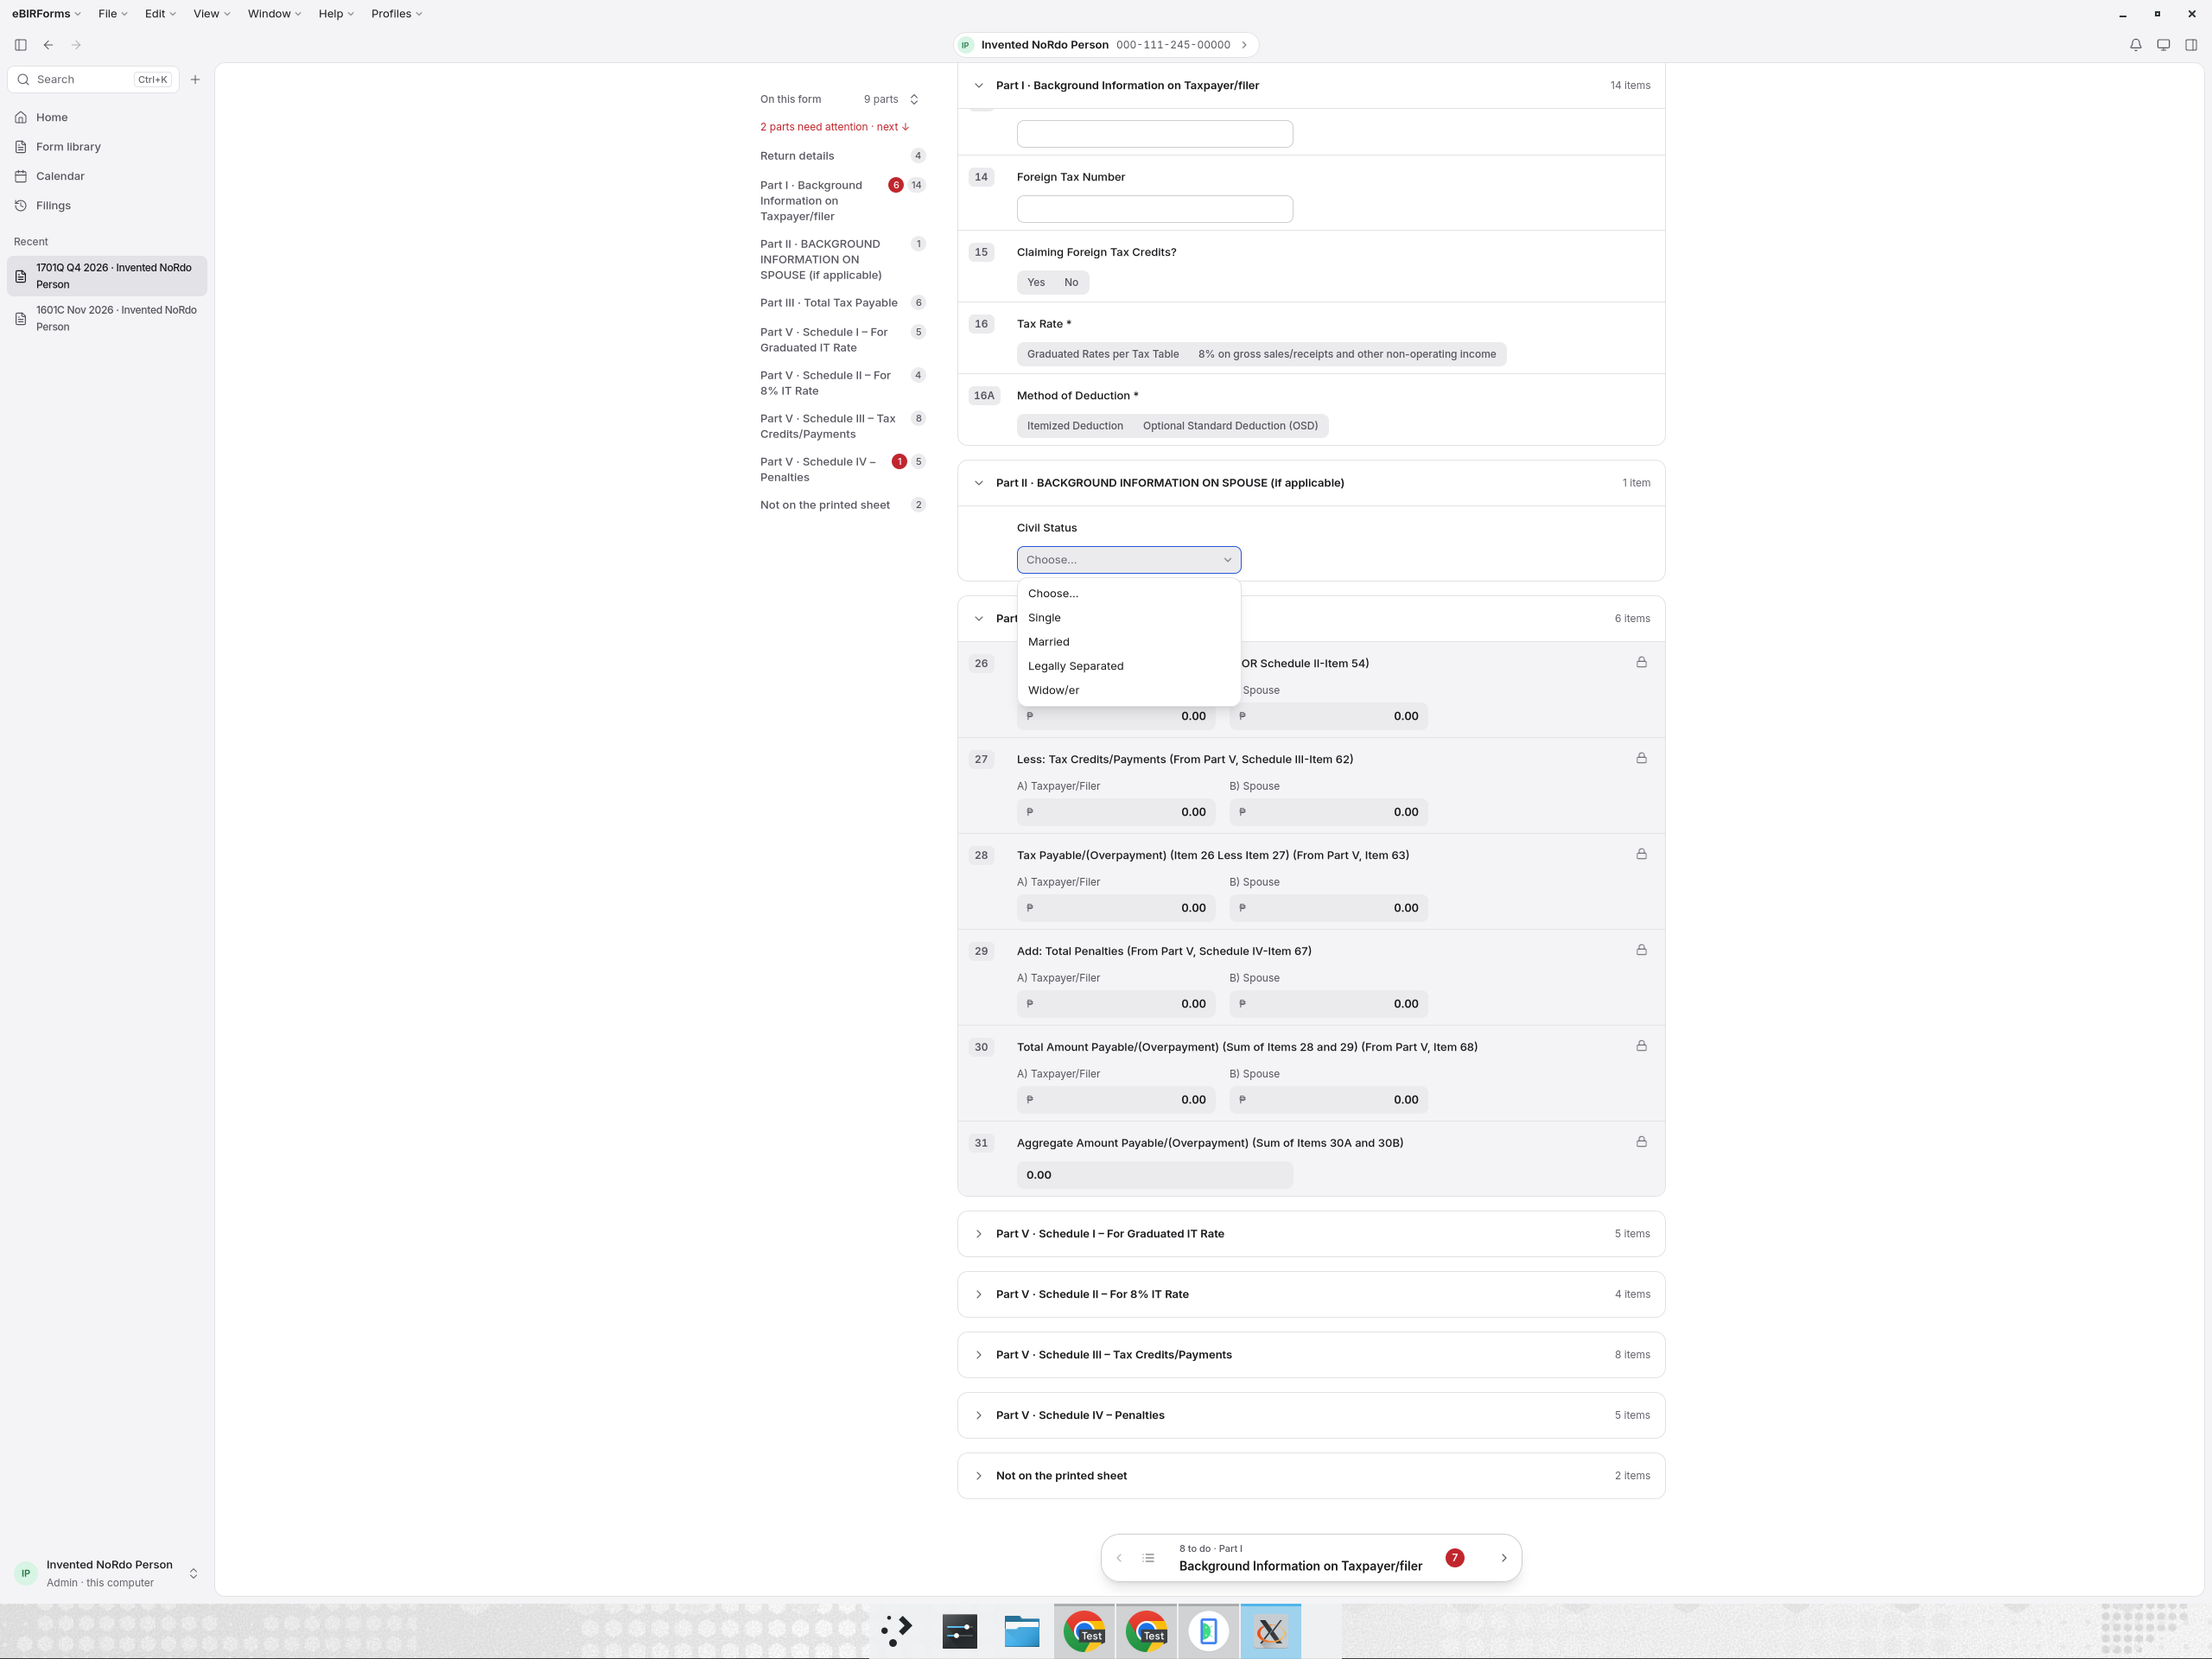 eBIRForms File Edit View Window Help Profiles
IP Invented NoRdo Person 000-111-245-00000
Search Ctrl+K
Home
Form library
Calendar
Filings
Recent
1701Q Q4 2026 · Invented NoRdo
Person
1601C Nov 2026 · Invented NoRdo
Person
IP
Invented NoRdo Person
Admin · this computer
On this form 9 parts
2 parts need attention · next ↓
Return details 4
Part I · Background 6 14
Information on
Taxpayer/filer
Part II · BACKGROUND 1
INFORMATION ON
SPOUSE (if applicable)
Part III · Total Tax Payable 6
Part V · Schedule I – For 5
Graduated IT Rate
Part V · Schedule II – For 4
8% IT Rate
Part V · Schedule III – Tax 8
Credits/Payments
Part V · Schedule IV – 1 5
Penalties
Not on the printed sheet 2
Part I · Background Information on Taxpayer/filer 14 items
14 Foreign Tax Number
15 Claiming Foreign Tax Credits?
Yes No
16 Tax Rate *
Graduated Rates per Tax Table 8% on gross sales/receipts and other non-operating income
16A Method of Deduction *
Itemized Deduction Optional Standard Deduction (OSD)
Part II · BACKGROUND INFORMATION ON SPOUSE (if applicable) 1 item
Civil Status
Choose...
Choose...
Single
Married
Legally Separated
Widow/er
Part 6 items
26 OR Schedule II-Item 54)
Spouse
₱ 0.00 ₱ 0.00
27 Less: Tax Credits/Payments (From Part V, Schedule III-Item 62)
A) Taxpayer/Filer B) Spouse
₱ 0.00 ₱ 0.00
28 Tax Payable/(Overpayment) (Item 26 Less Item 27) (From Part V, Item 63)
A) Taxpayer/Filer B) Spouse
₱ 0.00 ₱ 0.00
29 Add: Total Penalties (From Part V, Schedule IV-Item 67)
A) Taxpayer/Filer B) Spouse
₱ 0.00 ₱ 0.00
30 Total Amount Payable/(Overpayment) (Sum of Items 28 and 29) (From Part V, Item 68)
A) Taxpayer/Filer B) Spouse
₱ 0.00 ₱ 0.00
31 Aggregate Amount Payable/(Overpayment) (Sum of Items 30A and 30B)
0.00
Part V · Schedule I – For Graduated IT Rate 5 items
Part V · Schedule II – For 8% IT Rate 4 items
Part V · Schedule III – Tax Credits/Payments 8 items
Part V · Schedule IV – Penalties 5 items
Not on the printed sheet 2 items
8 to do · Part I
Background Information on Taxpayer/filer 7
Test Test